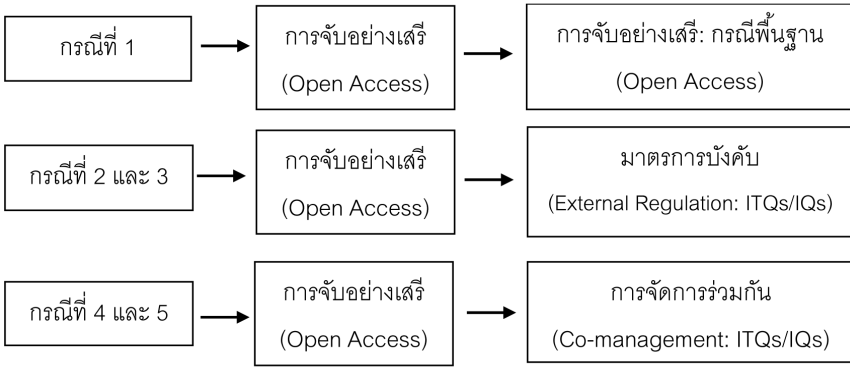 กรณีที่ 1
การจับอย่างเสรี
(Open Access)
การจับอย่างเสรี: กรณีพื้นฐาน
(Open Access)
กรณีที่ 2 และ 3
การจับอย่างเสรี
(Open Access)
มาตรการบังคับ
(External Regulation: ITQs/IQs)
กรณีที่ 4 และ 5
การจับอย่างเสรี
(Open Access)
การจัดการร่วมกัน
(Co-management: ITQs/IQs)